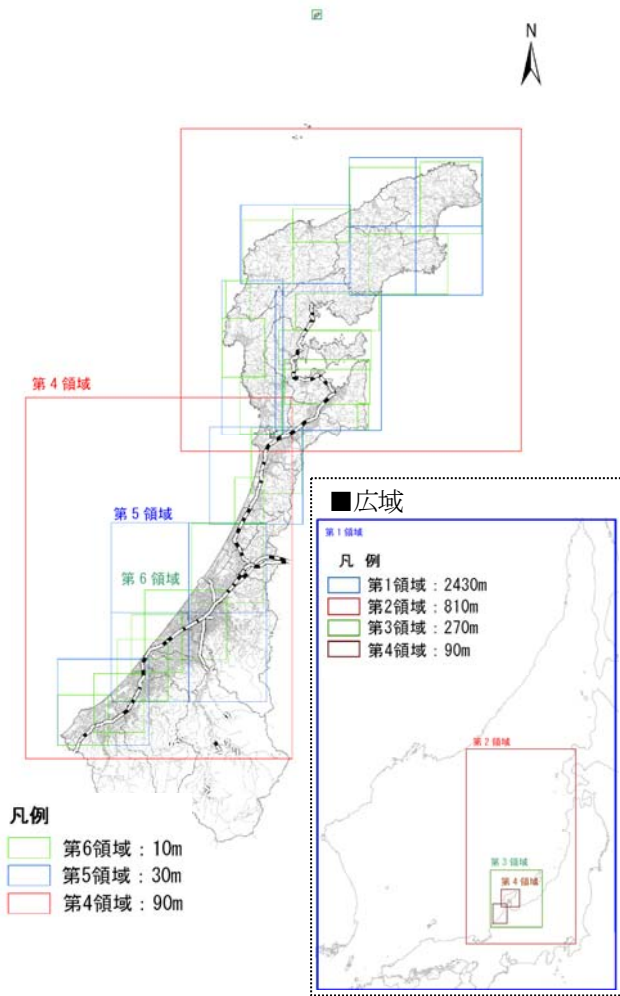 N
第4領域
■広域
第1領域
凡 例
第1領域：2430m
第2領域：810m
第3領域：270m
第4領域：90m
第5領域
第6領域
第2領域
第3領域
第4領域
凡例
第6領域：10m
第5領域：30m
第4領域：90m